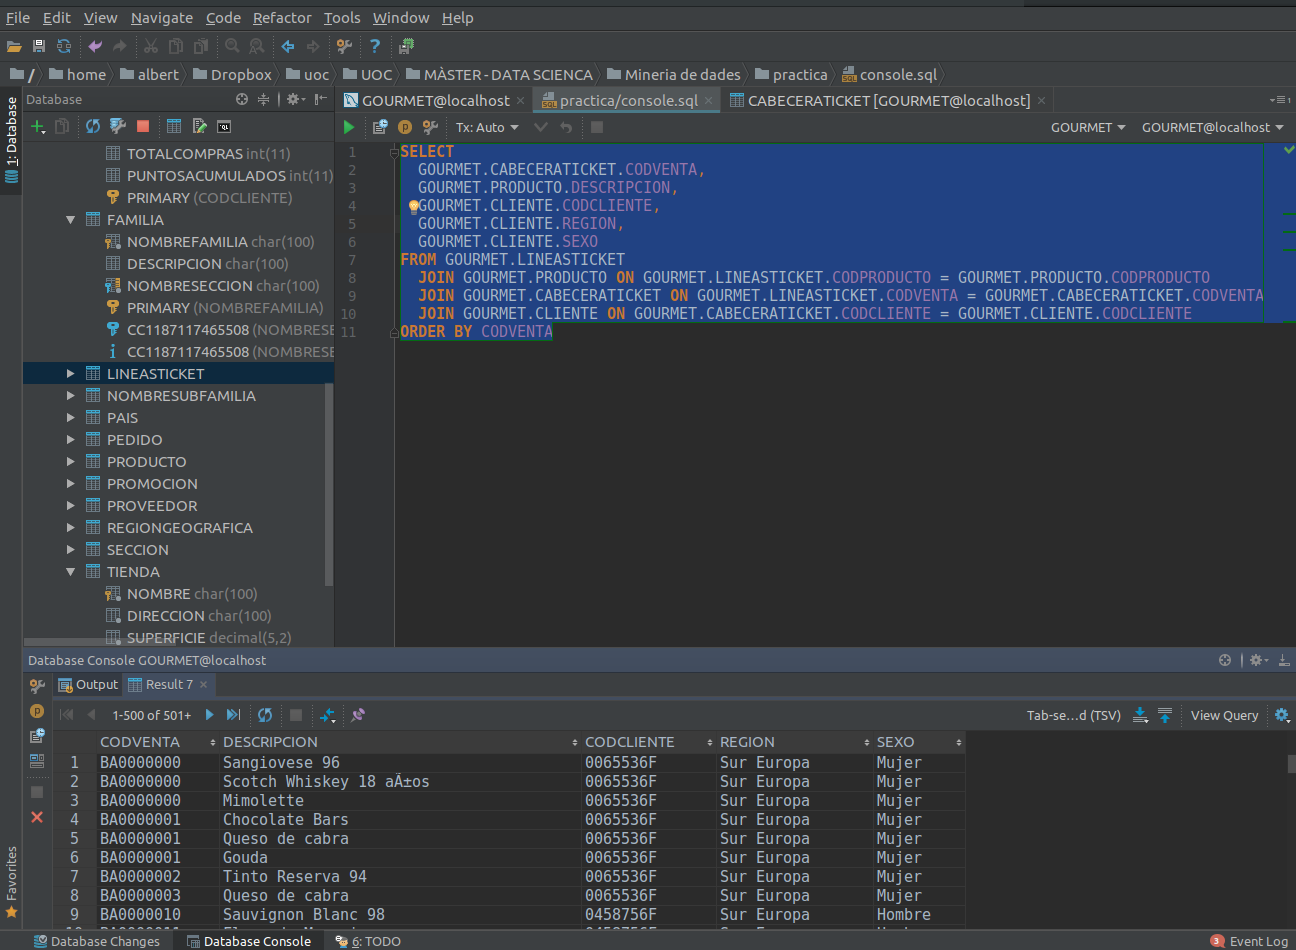 File Edit View Navigate Code Refactor Tools Window Help
/ home albert Dropbox uoc UOC MÀSTER - DATA SCIENCA Mineria de dades practica console.sql
1: Database
Favorites
Database
GOURMET@localhost practica/console.sql CABECERATICKET [GOURMET@localhost]
Tx: Auto GOURMET GOURMET@localhost
TOTALCOMPRAS int(11)
PUNTOSACUMULADOS int(11)
PRIMARY (CODCLIENTE)
FAMILIA
NOMBREFAMILIA char(100)
DESCRIPCION char(100)
NOMBRESECCION char(100)
PRIMARY (NOMBREFAMILIA)
CC1187117465508 (NOMBRESE
CC1187117465508 (NOMBRESE
LINEASTICKET
NOMBRESUBFAMILIA
PAIS
PEDIDO
PRODUCTO
PROMOCION
PROVEEDOR
REGIONGEOGRAFICA
SECCION
TIENDA
NOMBRE char(100)
DIRECCION char(100)
SUPERFICIE decimal(5,2)
1 SELECT
2 GOURMET.CABECERATICKET.CODVENTA,
3 GOURMET.PRODUCTO.DESCRIPCION,
4 GOURMET.CLIENTE.CODCLIENTE,
5 GOURMET.CLIENTE.REGION,
6 GOURMET.CLIENTE.SEXO
7 FROM GOURMET.LINEASTICKET
8 JOIN GOURMET.PRODUCTO ON GOURMET.LINEASTICKET.CODPRODUCTO = GOURMET.PRODUCTO.CODPRODUCTO
9 JOIN GOURMET.CABECERATICKET ON GOURMET.LINEASTICKET.CODVENTA = GOURMET.CABECERATICKET.CODVENTA
10 JOIN GOURMET.CLIENTE ON GOURMET.CABECERATICKET.CODCLIENTE = GOURMET.CLIENTE.CODCLIENTE
11 ORDER BY CODVENTA
Database Console GOURMET@localhost
Output Result 7
1-500 of 501+ Tab-se...d (TSV) View Query
CODVENTA DESCRIPCION CODCLIENTE REGION SEXO
1 BA0000000 Sangiovese 96 0065536F Sur Europa Mujer
2 BA0000000 Scotch Whiskey 18 aÄ±os 0065536F Sur Europa Mujer
3 BA0000000 Mimolette 0065536F Sur Europa Mujer
4 BA0000001 Chocolate Bars 0065536F Sur Europa Mujer
5 BA0000001 Queso de cabra 0065536F Sur Europa Mujer
6 BA0000001 Gouda 0065536F Sur Europa Mujer
7 BA0000002 Tinto Reserva 94 0065536F Sur Europa Mujer
8 BA0000003 Queso de cabra 0065536F Sur Europa Mujer
9 BA0000010 Sauvignon Blanc 98 0458756F Sur Europa Hombre
Database Changes Database Console 6: TODO 3 Event Log